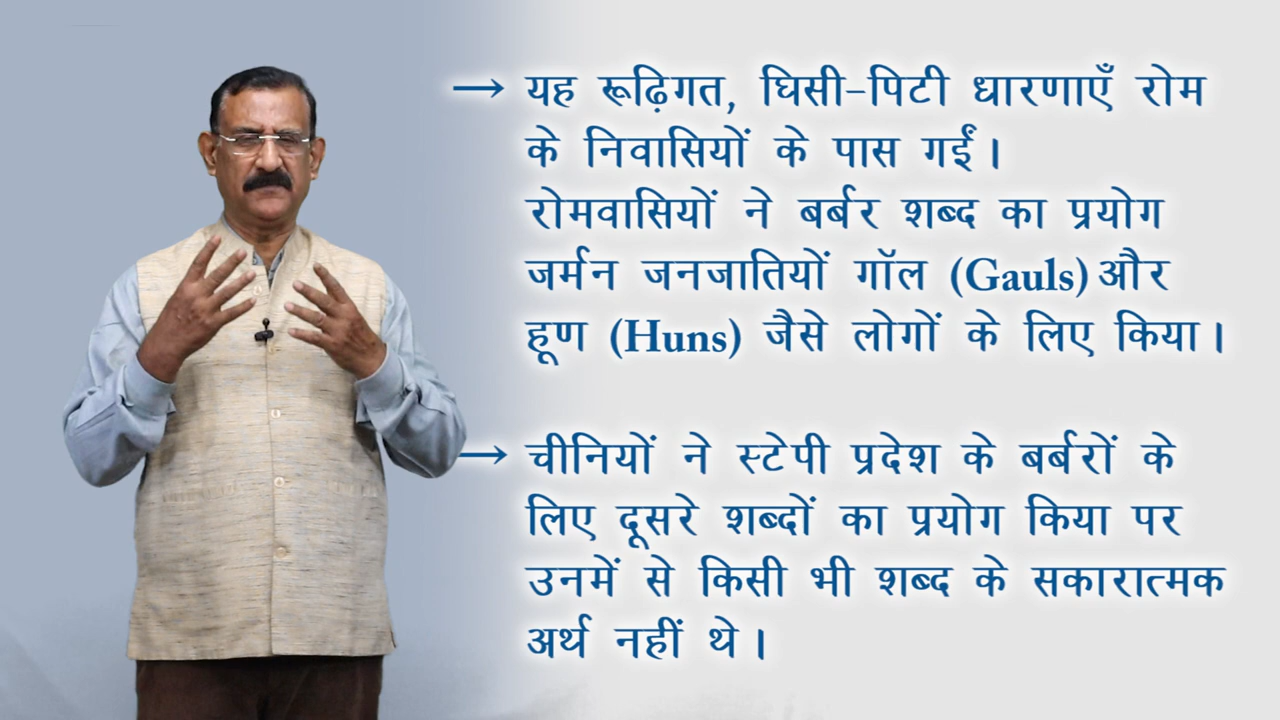 → यह रूढ़िगत, घिसी-पिटी धारणाएँ रोम
के निवासियों के पास गईं।
रोमवासियों ने बर्बर शब्द का प्रयोग
जर्मन जनजातियों गॉल (Gauls) और
हूण (Huns) जैसे लोगों के लिए किया।
→ चीनियों ने स्टेपी प्रदेश के बर्बरों के
लिए दूसरे शब्दों का प्रयोग किया पर
उनमें से किसी भी शब्द के सकारात्मक
अर्थ नहीं थे।